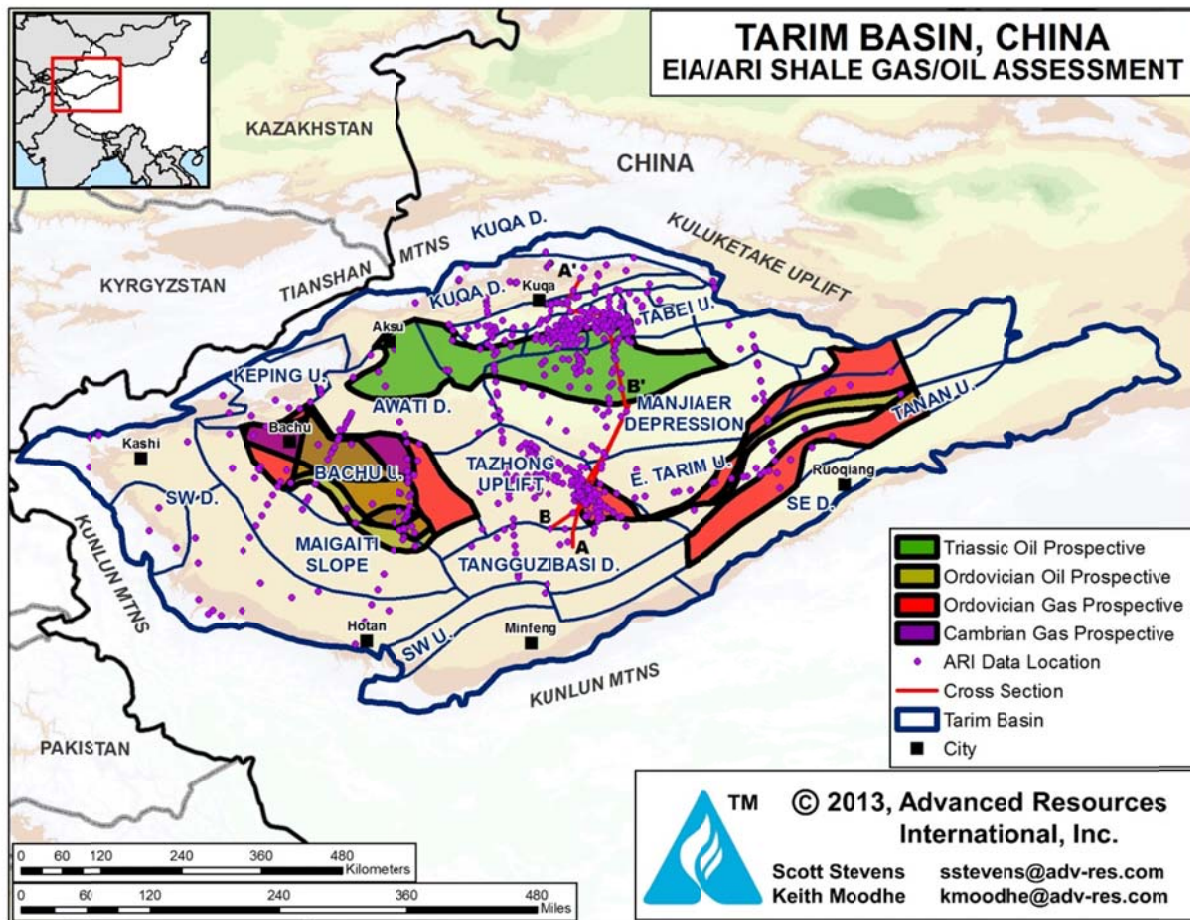 TARIM BASIN, CHINA
EIA/ARI SHALE GAS/OIL ASSESSMENT
KAZAKHSTAN
CHINA
KYRGYZSTAN
TIANSHAN MTNS
KUQA D.
KULUKETAKE UPLIFT
KUQA D.
Kuqa
A'
TABEI U.
Aksu
KEPING U.
AWATI D.
B'
MANJIAER
DEPRESSION
TANAN U.
Kashi
Bachu
BACHU U.
TAZHONG
UPLIFT
E. TARIM U.
Ruoqiang
SW D.
SE D.
B
A
MAIGAITI
SLOPE
TANGGUZIBASI D.
KUNLUN MTNS
Hotan
SW U.
Minfeng
KUNLUN MTNS
PAKISTAN
Triassic Oil Prospective
Ordovician Oil Prospective
Ordovician Gas Prospective
Cambrian Gas Prospective
ARI Data Location
Cross Section
Tarim Basin
City
0 60 120 240 360 480
Kilometers
0 60 120 240 360 480
Miles
TM
© 2013, Advanced Resources
International, Inc.
Scott Stevens sstevens@adv-res.com
Keith Moodhe kmoodhe@adv-res.com